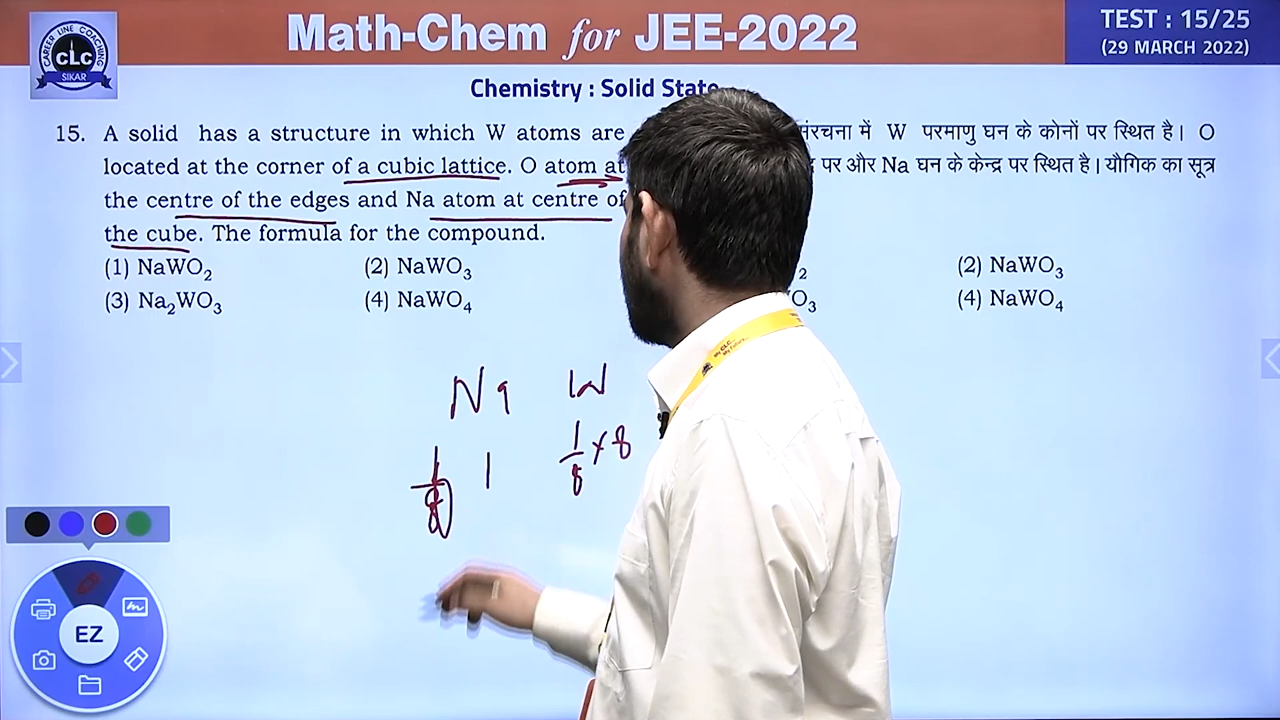 CAREER LINE COACHING
CLC
SIKAR
Math-Chem for JEE-2022
TEST : 15/25
(29 MARCH 2022)
Chemistry : Solid State
15. A solid has a structure in which W atoms are
located at the corner of a cubic lattice. O atom at
the centre of the edges and Na atom at centre of
the cube. The formula for the compound.
(1) NaWO₂ (2) NaWO₃
(3) Na₂WO₃ (4) NaWO₄
में W परमाणु घन के कोनों पर स्थित है। O
पर और Na घन के केन्द्र पर स्थित है। यौगिक का सूत्र
₂ (2) NaWO₃
O₃ (4) NaWO₄
Na W
1 1/8 × 8
EZ